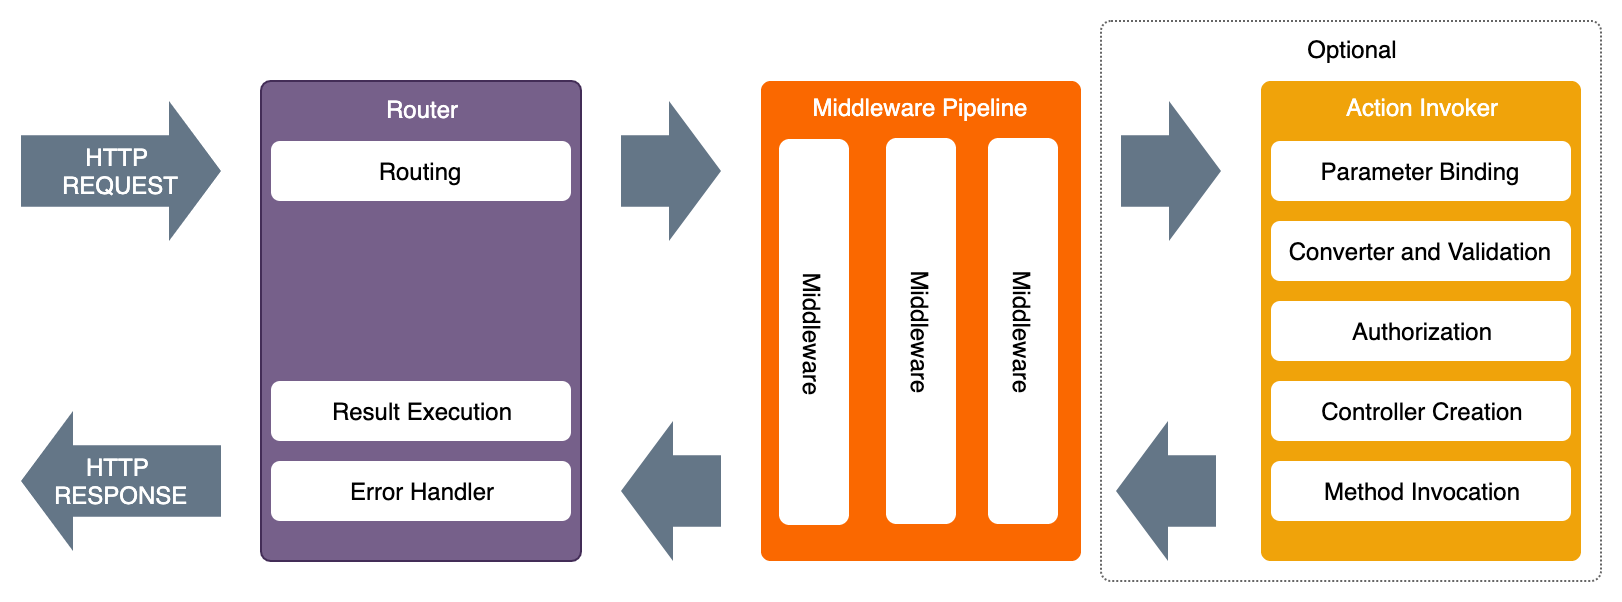 HTTP
REQUEST
HTTP
RESPONSE
Router
Routing
Result Execution
Error Handler
Middleware Pipeline
Middleware
Middleware
Middleware
Optional
Action Invoker
Parameter Binding
Converter and Validation
Authorization
Controller Creation
Method Invocation